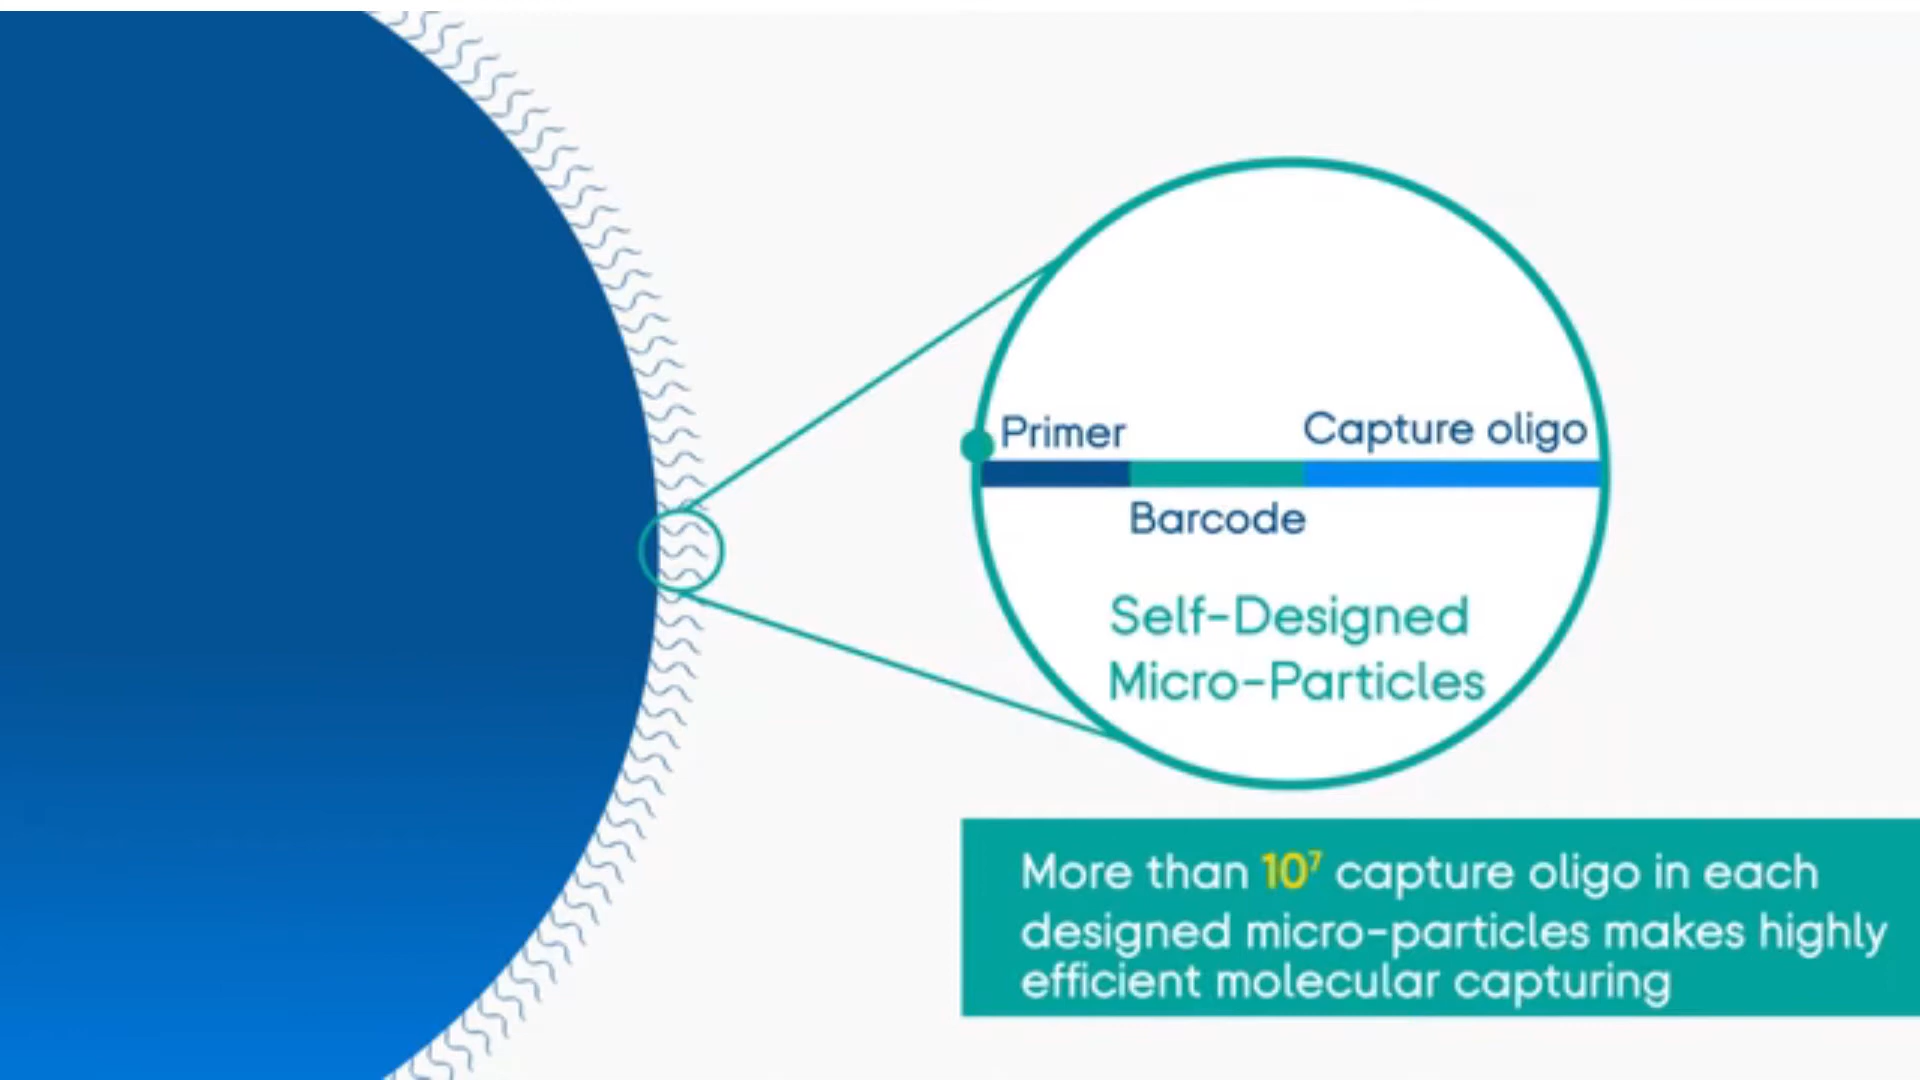 Primer
Capture oligo
Barcode
Self-Designed
Micro-Particles
More than 10⁷ capture oligo in each
designed micro-particles makes highly
efficient molecular capturing